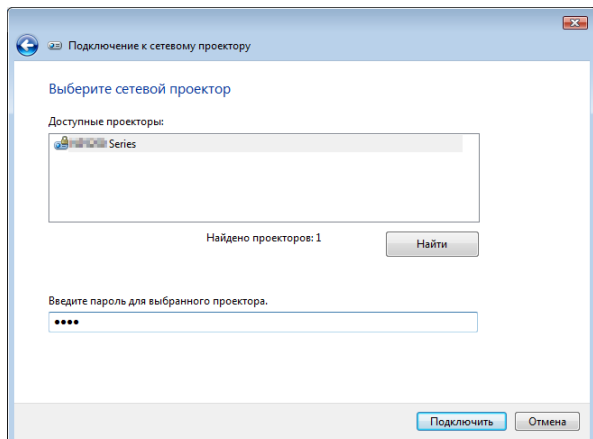 Подключение к сетевому проектору
Выберите сетевой проектор
Доступные проекторы:
Series
Найдено проекторов: 1
Найти
Введите пароль для выбранного проектора.
••••
Подключить
Отмена